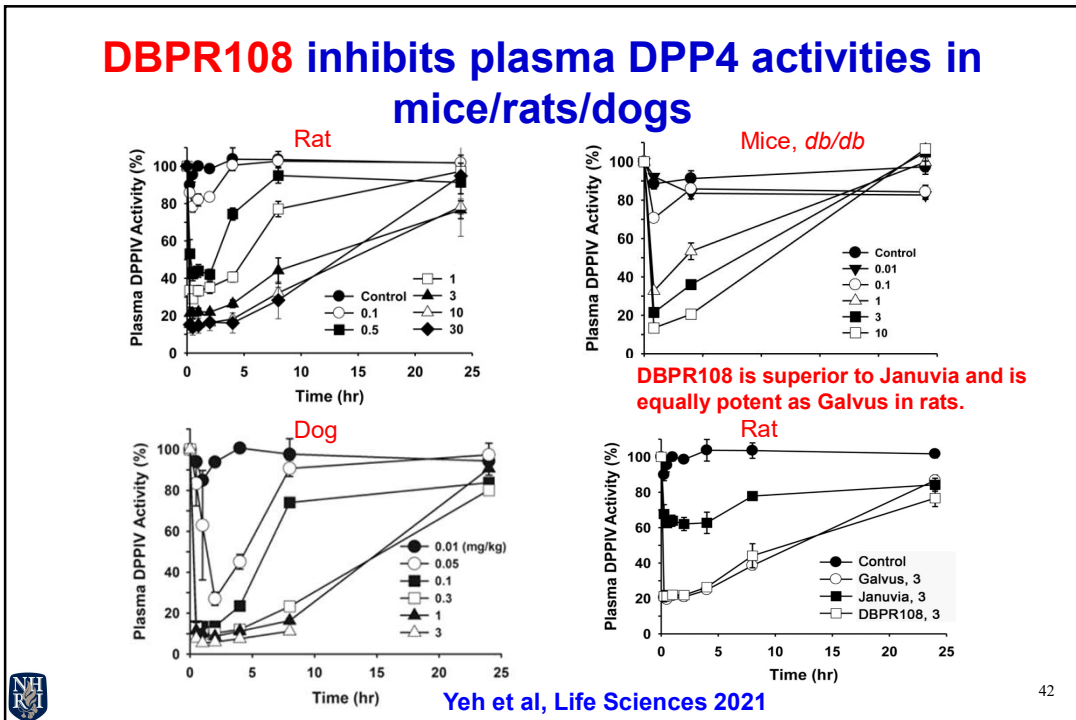 DBPR108 inhibits plasma DPP4 activities in
mice/rats/dogs
Rat
Plasma DPPIV Activity (%)
100
80
60
40
20
0
Control
0.1
0.5
1
3
10
30
0 5 10 15 20 25
Time (hr)
Mice, db/db
Plasma DPPIV Activity (%)
100
80
60
40
20
0
Control
0.01
0.1
1
3
10
DBPR108 is superior to Januvia and is
equally potent as Galvus in rats.
Dog
Plasma DPPIV Activity (%)
100
80
60
40
20
0
0.01 (mg/kg)
0.05
0.1
0.3
1
3
0 5 10 15 20 25
Time (hr)
Rat
Plasma DPPIV Activity (%)
100
80
60
40
20
0
Control
Galvus, 3
Januvia, 3
DBPR108, 3
0 5 10 15 20 25
Time (hr)
NH
RI
Yeh et al, Life Sciences 2021
42